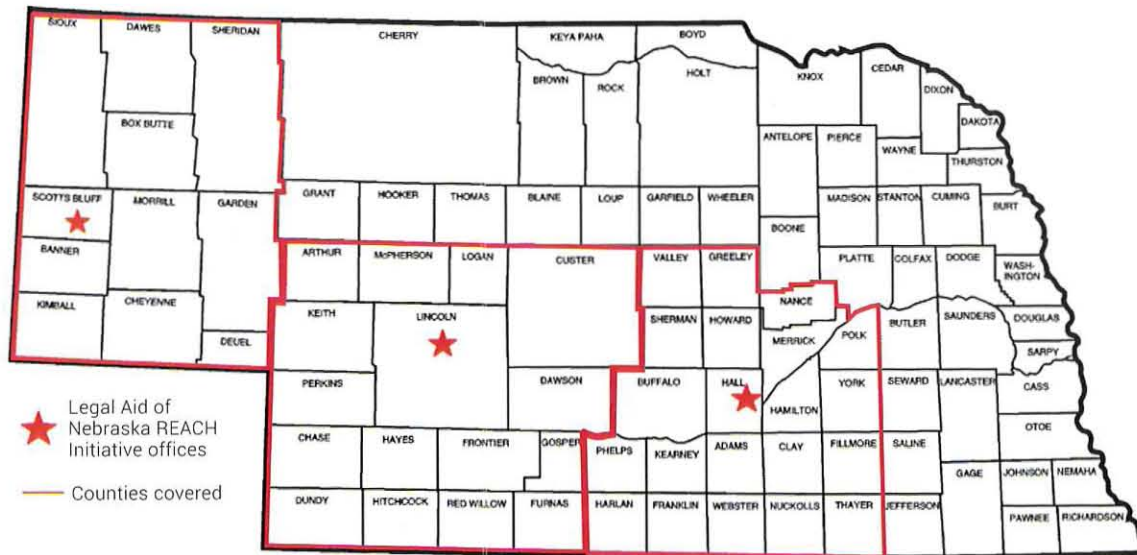 SIOUX
DAWES
SHERIDAN
CHERRY
KEYA PAHA
BOYD
BROWN
ROCK
HOLT
KNOX
CEDAR
DIXON
DAKOTA
BOX BUTTE
ANTELOPE
PIERCE
WAYNE
THURSTON
SCOTTS BLUFF
MORRILL
GARDEN
GRANT
HOOKER
THOMAS
BLAINE
LOUP
GARFIELD
WHEELER
MADISON
STANTON
CUMING
BURT
BOONE
BANNER
ARTHUR
McPHERSON
LOGAN
CUSTER
VALLEY
GREELEY
PLATTE
COLFAX
DODGE
WASH-
INGTON
KIMBALL
CHEYENNE
DEUEL
KEITH
LINCOLN
SHERMAN
HOWARD
NANCE
MERRICK
POLK
BUTLER
SAUNDERS
DOUGLAS
SARPY
PERKINS
DAWSON
BUFFALO
HALL
HAMILTON
YORK
SEWARD
LANCASTER
CASS
OTOE
CHASE
HAYES
FRONTIER
GOSPER
PHELPS
KEARNEY
ADAMS
CLAY
FILLMORE
SALINE
GAGE
JOHNSON
NEMAHA
DUNDY
HITCHCOCK
RED WILLOW
FURNAS
HARLAN
FRANKLIN
WEBSTER
NUCKOLLS
THAYER
JEFFERSON
PAWNEE
RICHARDSON
Legal Aid of
Nebraska REACH
Initiative offices
Counties covered